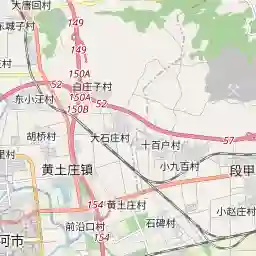 大唐回村
149
东城子村
149
150A
52
52
白庄子村
东小汪村
150A
150B
胡桥村
大石庄村
57
十百户村
小九百村
黄土庄镇
段甲
黄土庄村
154
小赵庄村
前沿口村
石碑村
154
河市